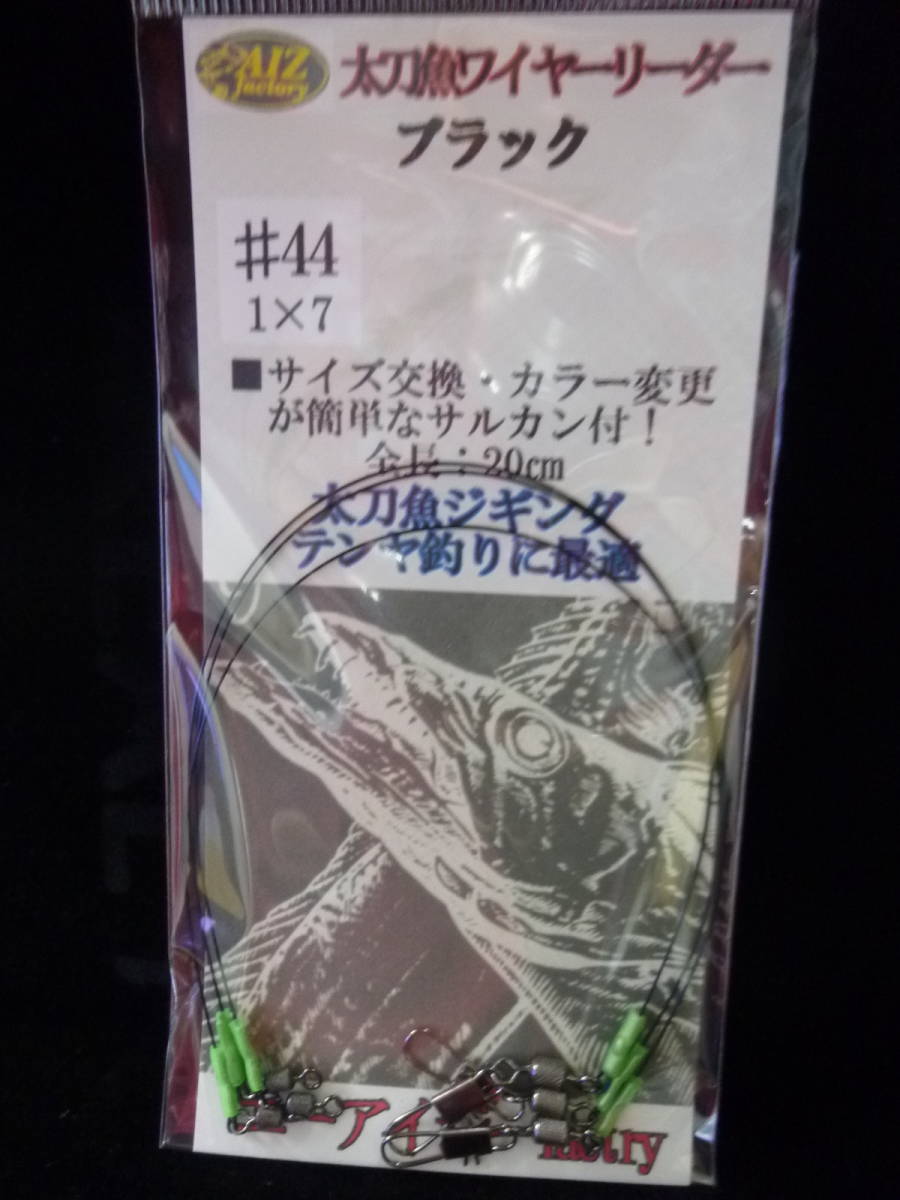 AIZ
factory
太刀魚ワイヤーリーダー
ブラック
#44
1×7
■サイズ交換・カラー変更
が簡単なサルカン付！
全長：20cm
太刀魚ジギング
テンヤ釣りに最適